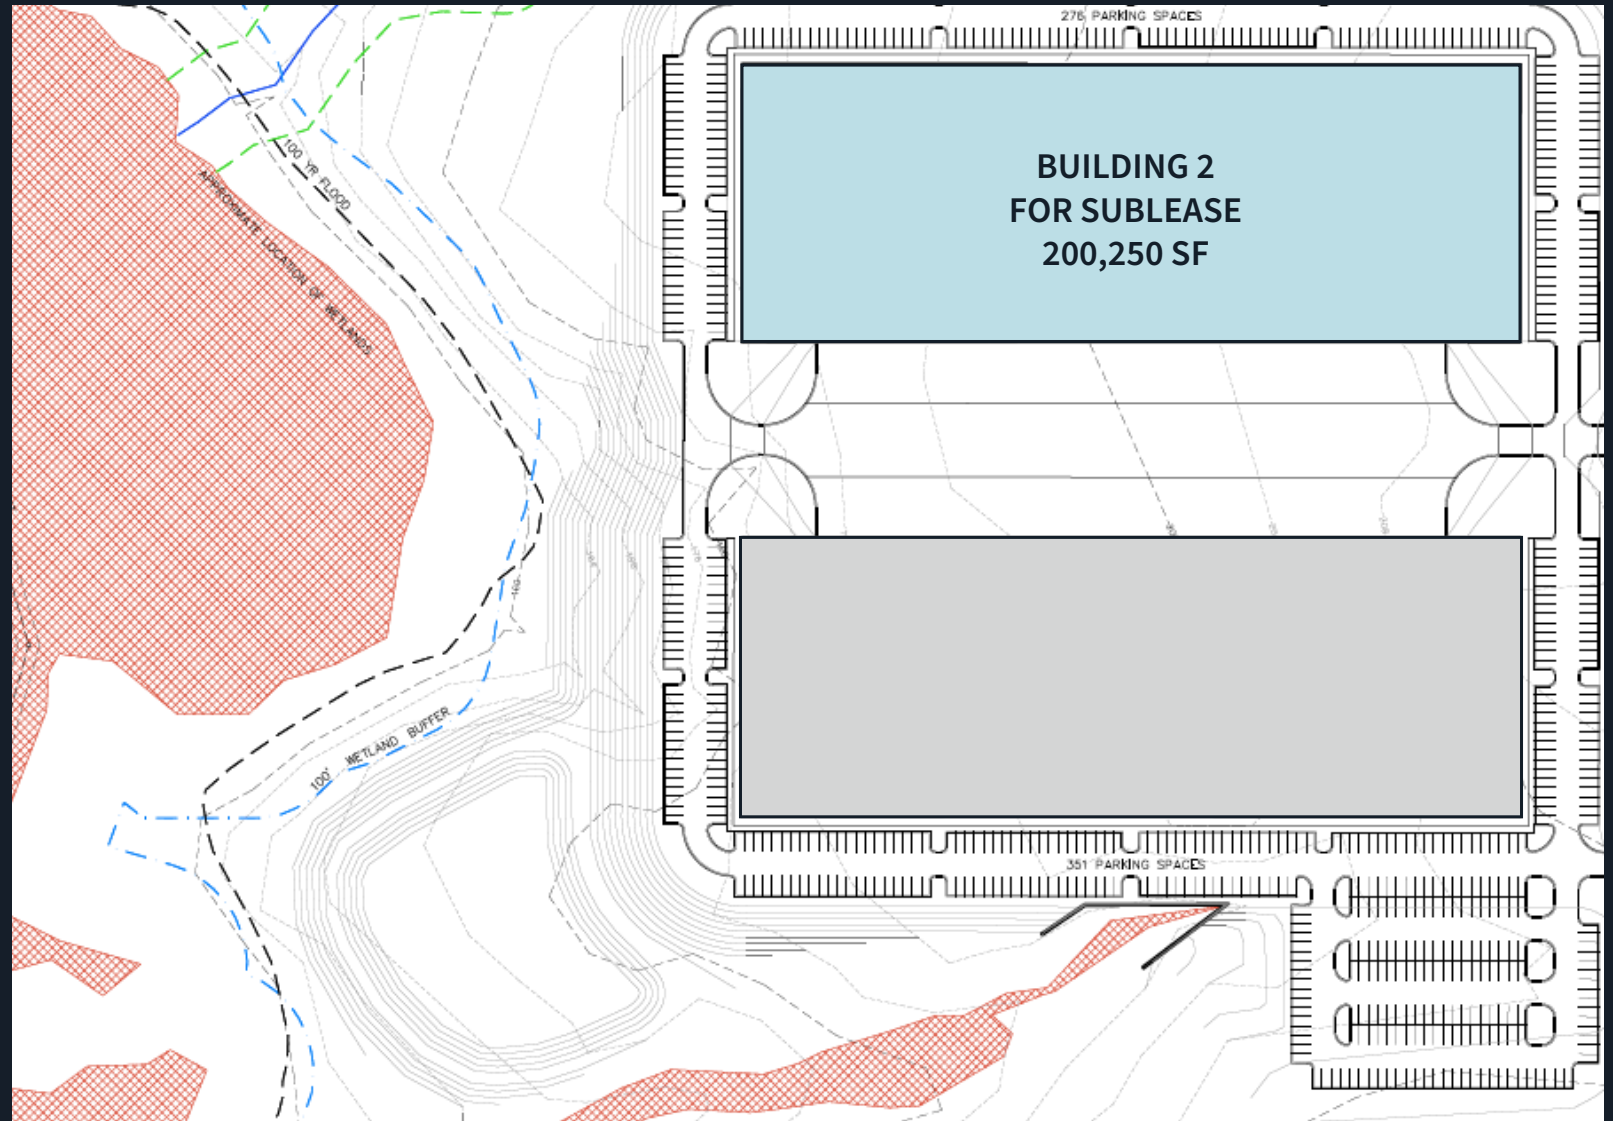 276 PARKING SPACES
BUILDING 2
FOR SUBLEASE
200,250 SF
100 YR FLOOD
APPROXIMATE LOCATION OF WETLANDS
100' WETLAND BUFFER
351 PARKING SPACES